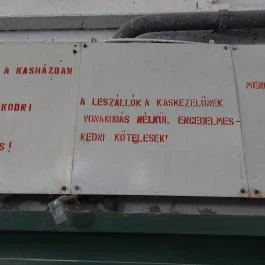 A KASHÁZBAN
KODNI
S!
A LESZÁLLÓK A KASKEZELŐNEK
VONAKODÁS NÉLKÜL ENGEDELMES-
KEDNI KÖTELESEK!
MEN